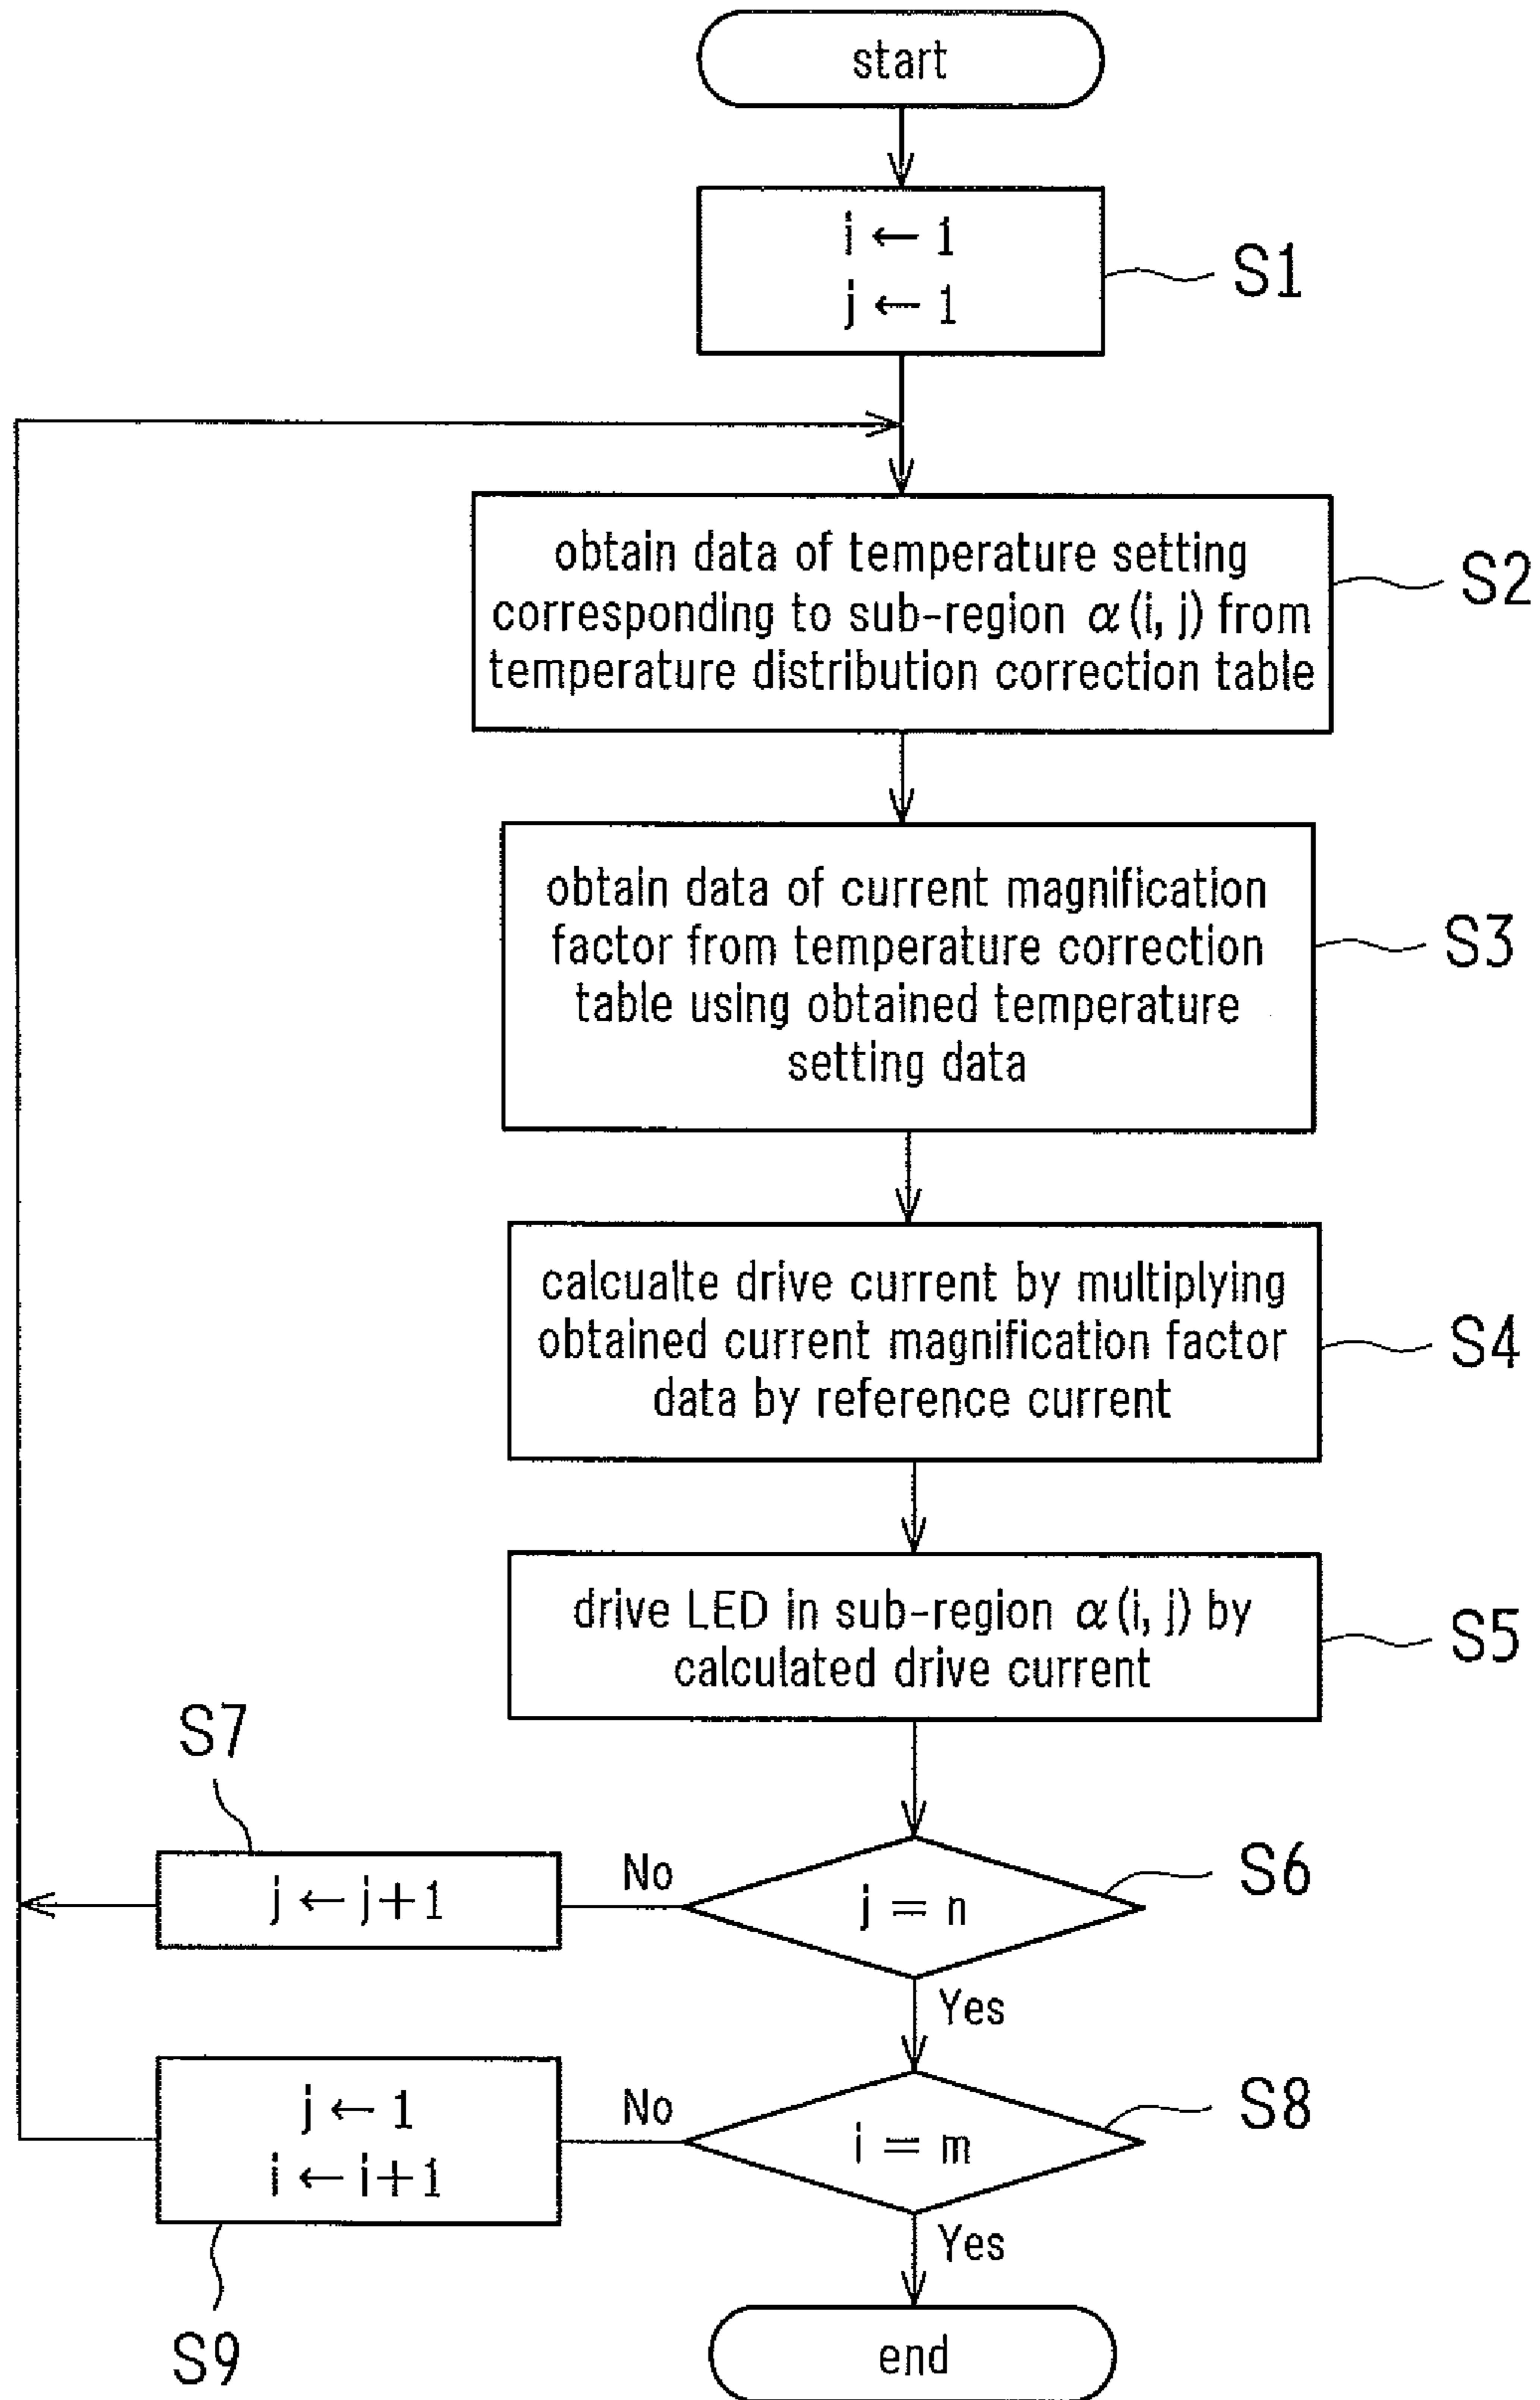 start
i ← 1
j ← 1
S1
obtain data of temperature setting
corresponding to sub-region α(i, j) from
temperature distribution correction table
S2
obtain data of current magnification
factor from temperature correction
table using obtained temperature
setting data
S3
calcualte drive current by multiplying
obtained current magnification factor
data by reference current
S4
drive LED in sub-region α(i, j) by
calculated drive current
S5
S7
j ← j+1
No
j = n
S6
Yes
j ← 1
i ← i+1
No
i = m
S8
Yes
S9
end